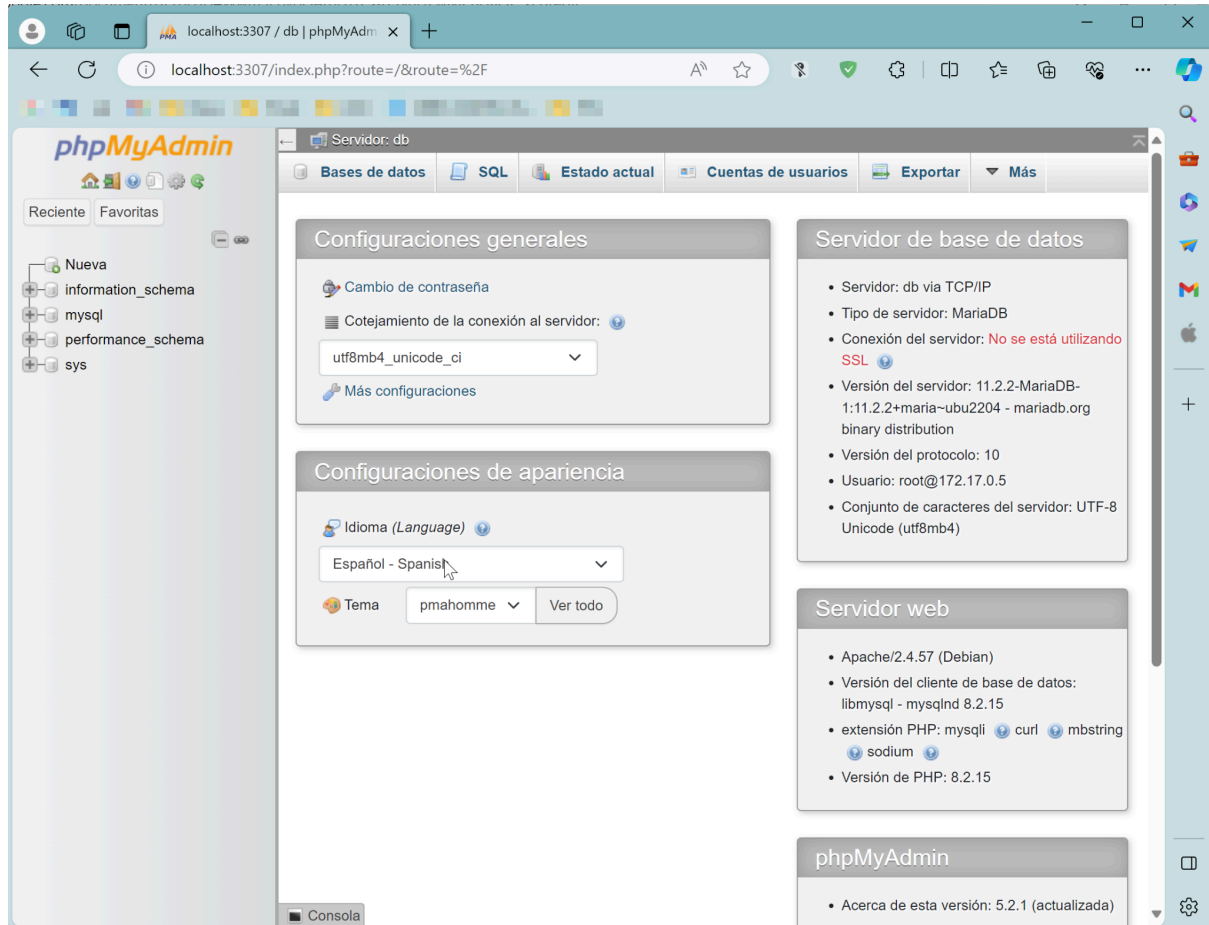 localhost:3307 / db | phpMyAdm
localhost:3307/index.php?route=/&route=%2F
phpMyAdmin
Reciente Favoritas
Nueva
information_schema
mysql
performance_schema
sys
Servidor: db
Bases de datos SQL Estado actual Cuentas de usuarios Exportar Más
Configuraciones generales
Cambio de contraseña
Cotejamiento de la conexión al servidor:
utf8mb4_unicode_ci
Más configuraciones
Configuraciones de apariencia
Idioma (Language)
Español - Spanish
Tema pmahomme Ver todo
Servidor de base de datos
Servidor: db via TCP/IP
Tipo de servidor: MariaDB
Conexión del servidor: No se está utilizando
SSL
Versión del servidor: 11.2.2-MariaDB-
1:11.2.2+maria~ubu2204 - mariadb.org
binary distribution
Versión del protocolo: 10
Usuario: root@172.17.0.5
Conjunto de caracteres del servidor: UTF-8
Unicode (utf8mb4)
Servidor web
Apache/2.4.57 (Debian)
Versión del cliente de base de datos:
libmysql - mysqlnd 8.2.15
extensión PHP: mysqli curl mbstring
sodium
Versión de PHP: 8.2.15
phpMyAdmin
Acerca de esta versión: 5.2.1 (actualizada)
Consola